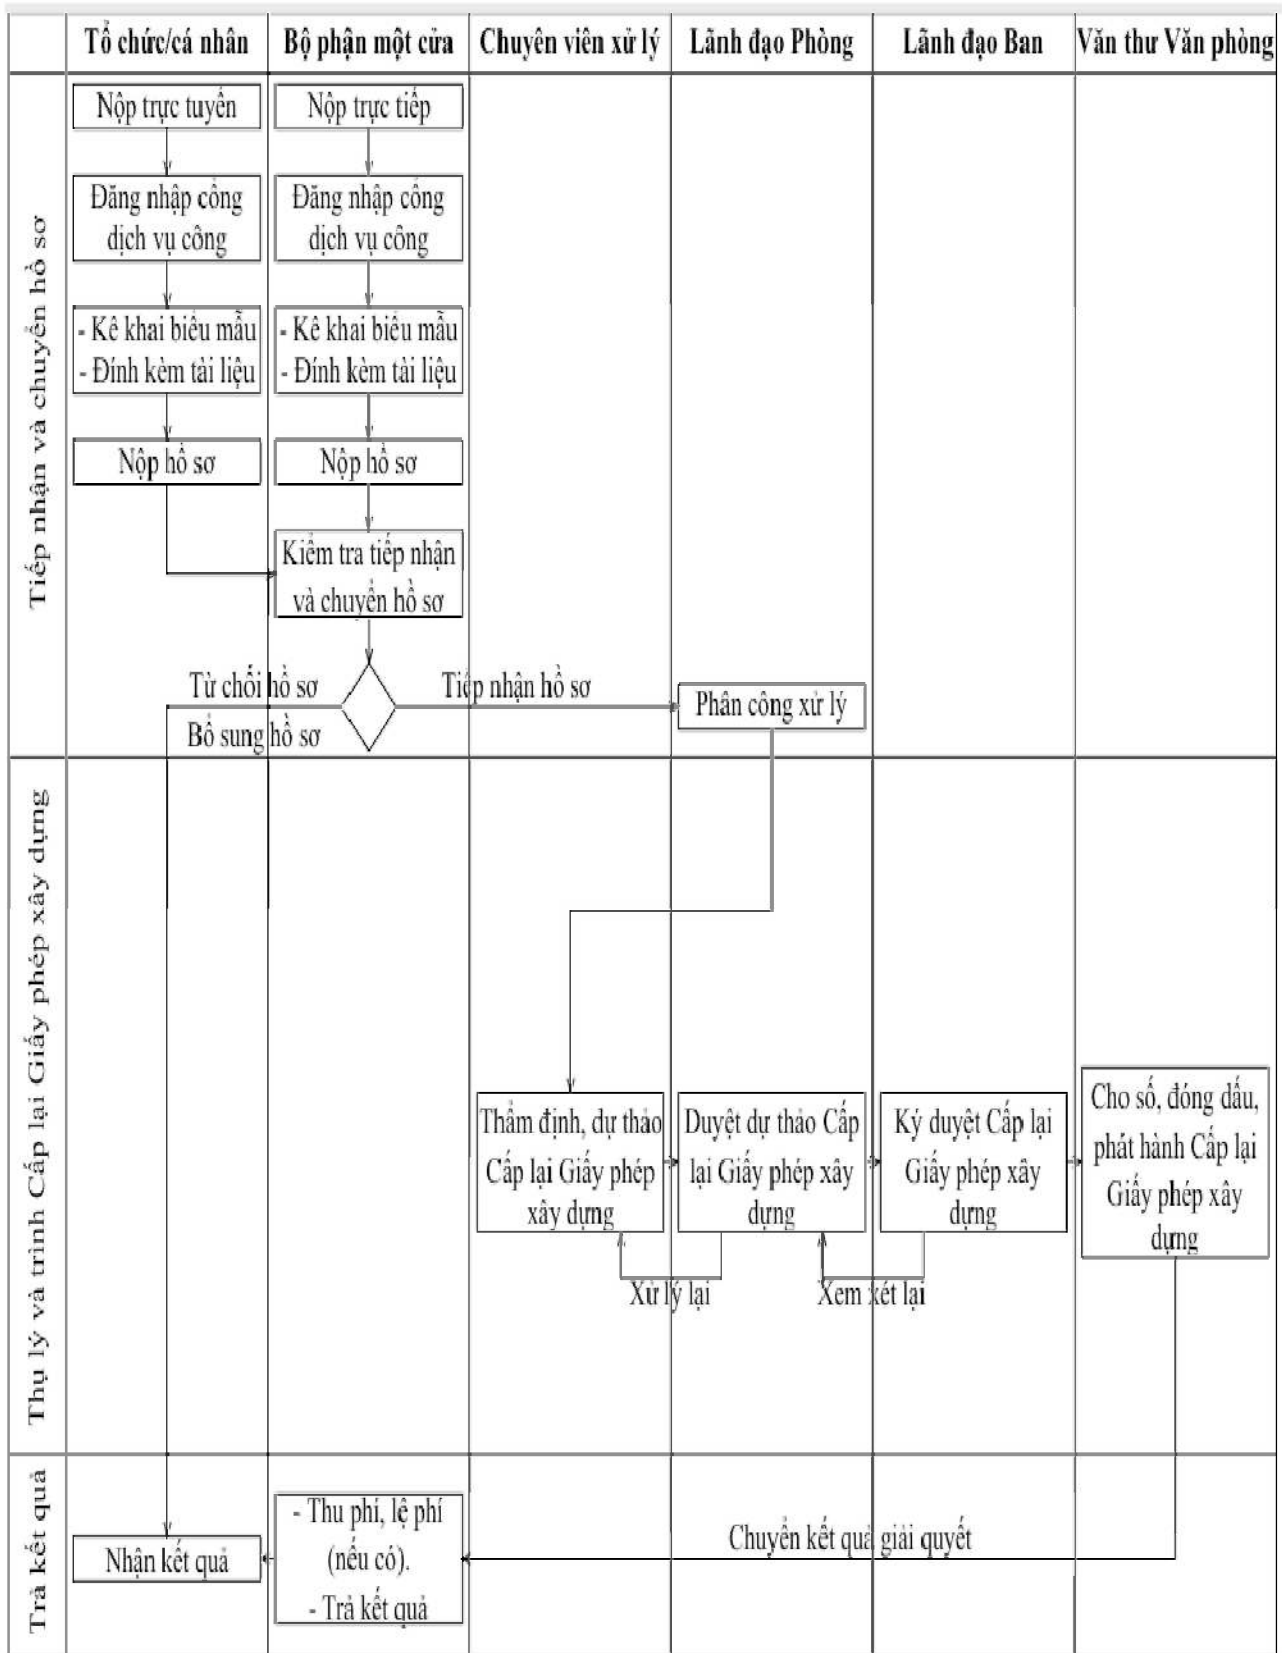 Tổ chức/cá nhân
Bộ phận một cửa
Chuyên viên xử lý
Lãnh đạo Phòng
Lãnh đạo Ban
Văn thư Văn phòng
Tiếp nhận và chuyển hồ sơ
Nộp trực tuyến
Nộp trực tiếp
Đăng nhập cổng
dịch vụ công
Đăng nhập cổng
dịch vụ công
- Kê khai biểu mẫu
- Đính kèm tài liệu
- Kê khai biểu mẫu
- Đính kèm tài liệu
Nộp hồ sơ
Nộp hồ sơ
Kiểm tra tiếp nhận
và chuyển hồ sơ
Từ chối hồ sơ
Bổ sung hồ sơ
Tiếp nhận hồ sơ
Phân công xử lý
Thụ lý và trình Cấp lại Giấy phép xây dựng
Thẩm định, dự thảo
Cấp lại Giấy phép
xây dựng
Duyệt dự thảo Cấp
lại Giấy phép xây
dựng
Ký duyệt Cấp lại
Giấy phép xây
dựng
Cho số, đóng dấu,
phát hành Cấp lại
Giấy phép xây
dựng
Xử lý lại
Xem xét lại
Trả kết quả
Nhận kết quả
- Thu phí, lệ phí
(nếu có).
- Trả kết quả
Chuyển kết quả giải quyết